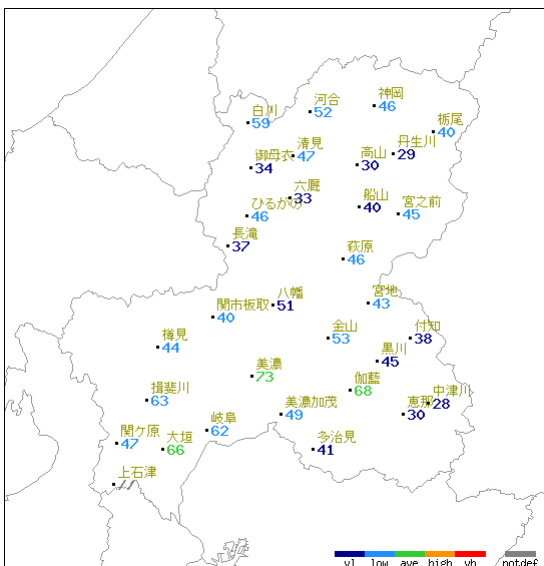 神岡
46
河合
52
白川
59
栃尾
40
丹生川
29
清見
47
高山
30
御母衣
34
六厩
33
船山
40
宮之前
45
ひるがの
46
長滝
37
萩原
46
宮地
43
八幡
51
関市板取
40
金山
53
付知
38
樽見
44
黒川
45
美濃
73
伽藍
68
揖斐川
63
中津川
28
恵那
30
美濃加茂
49
岐阜
62
関ケ原
47
大垣
66
多治見
41
上石津
vl low ave high vh notdef